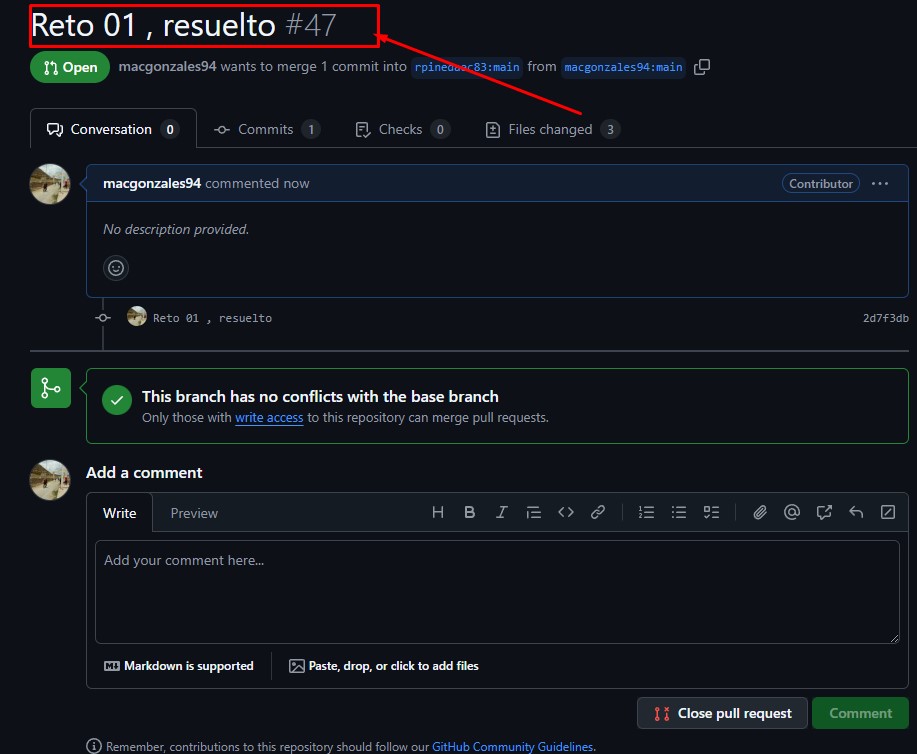 Reto 01 , resuelto #47
Open macgonzales94 wants to merge 1 commit into rpinedaec83:main from macgonzales94:main
Conversation 0 Commits 1 Checks 0 Files changed 3
macgonzales94 commented now Contributor
No description provided.
Reto 01 , resuelto 2d7f3db
This branch has no conflicts with the base branch
Only those with write access to this repository can merge pull requests.
Add a comment
Write Preview
Add your comment here...
Markdown is supported Paste, drop, or click to add files
Close pull request Comment
Remember, contributions to this repository should follow our GitHub Community Guidelines.